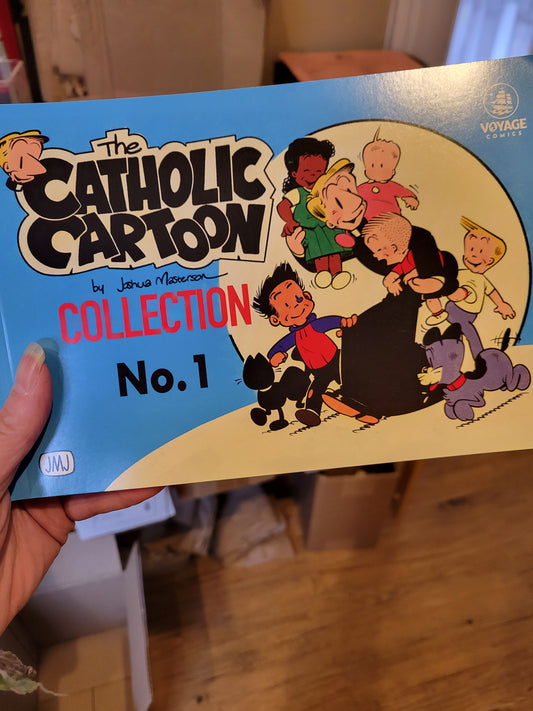 The
CATHOLIC
CARTOON
by Joshua Masterson
COLLECTION
No. 1
JMJ
VOYAGE
COMICS